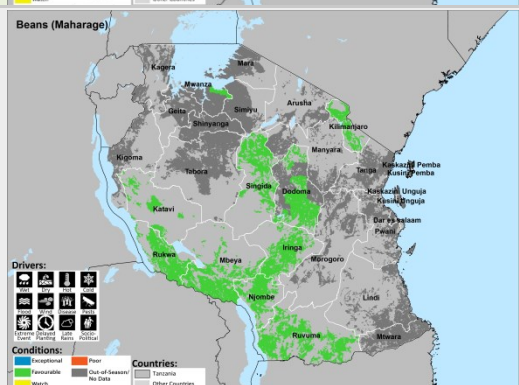 Watch
Other Countries
Beans (Maharage)
Kagera
Mara
Mwanza
Geita
Simiyu
Shinyanga
Arusha
Kilimanjaro
Manyara
Kigoma
Tabora
Singida
Dodoma
Tanga
Kaskazini Pemba
Kusini Pemba
Kaskazini Unguja
Kusini Unguja
Dar es salaam
Pwani
Katavi
Rukwa
Mbeya
Iringa
Morogoro
Njombe
Lindi
Ruvuma
Mtwara
Drivers:
Wet Dry Hot Cold
Flood Wind Disease Pests
Extreme Event Delayed Planting Late Rains Socio-Political
Conditions:
Exceptional Poor
Favourable Out-of-Season/
No Data
Watch
Countries:
Tanzania
Other Countries